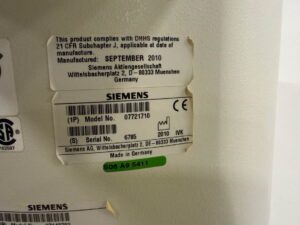 This product complies with DHHS regulations
21 CFR Subchapter J, applicable at date of
manufacture.
Manufactured: SEPTEMBER 2010
Siemens Aktiengesellschaft
Wittelsbacherplatz 2, D - 80333 Muenchen
Germany
SIEMENS
(1P) Model No. 07721710
(S) Serial No. 6785
2010 IVK
Siemens AG, Wittelsbacherplatz 2, D-80333 Muenchen
Made in Germany
SIEMENS